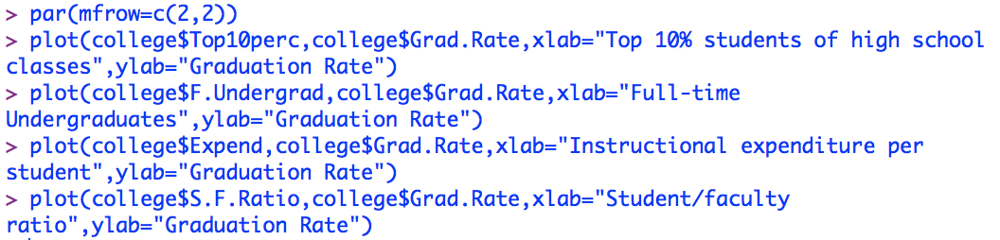 > par(mfrow=c(2,2))
> plot(college$Top10perc,college$Grad.Rate,xlab="Top 10% students of high school
classes",ylab="Graduation Rate")
> plot(college$F.Undergrad,college$Grad.Rate,xlab="Full-time
Undergraduates",ylab="Graduation Rate")
> plot(college$Expend,college$Grad.Rate,xlab="Instructional expenditure per
student",ylab="Graduation Rate")
> plot(college$S.F.Ratio,college$Grad.Rate,xlab="Student/faculty
ratio",ylab="Graduation Rate")